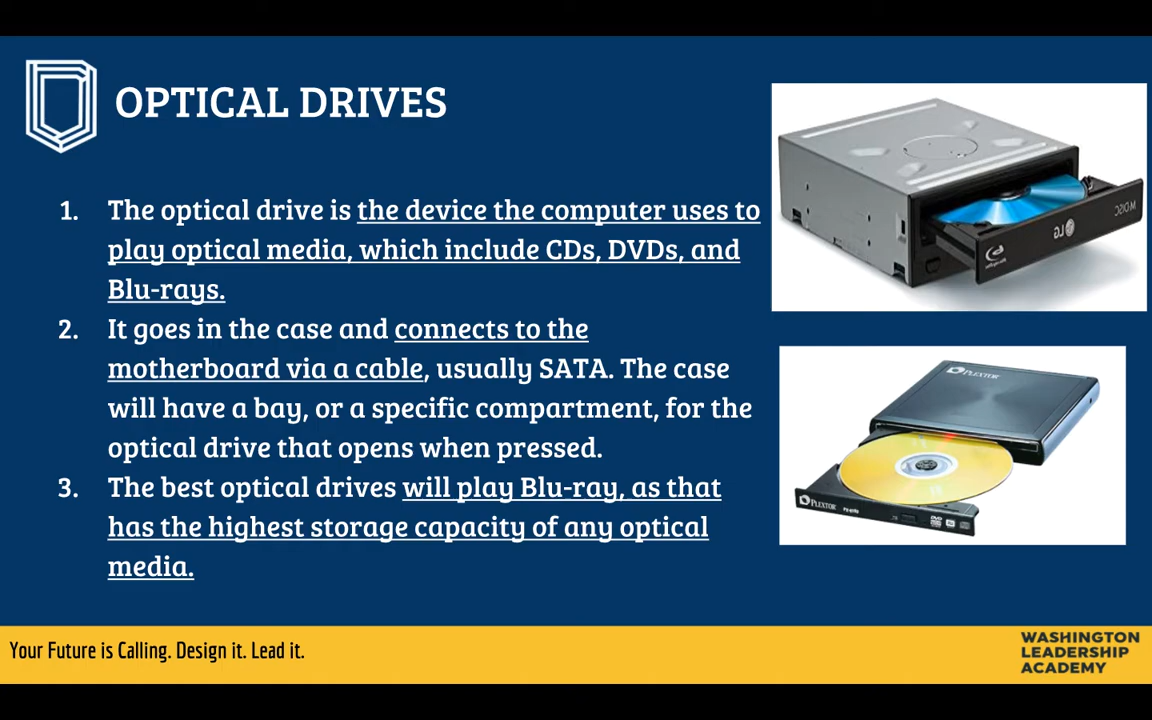 OPTICAL DRIVES
1. The optical drive is the device the computer uses to
play optical media, which include CDs, DVDs, and
Blu-rays.
2. It goes in the case and connects to the
motherboard via a cable, usually SATA. The case
will have a bay, or a specific compartment, for the
optical drive that opens when pressed.
3. The best optical drives will play Blu-ray, as that
has the highest storage capacity of any optical
media.
M-DISC
LG
PLEXTOR
PLEXTOR
Your Future is Calling. Design it. Lead it.
WASHINGTON
LEADERSHIP
ACADEMY